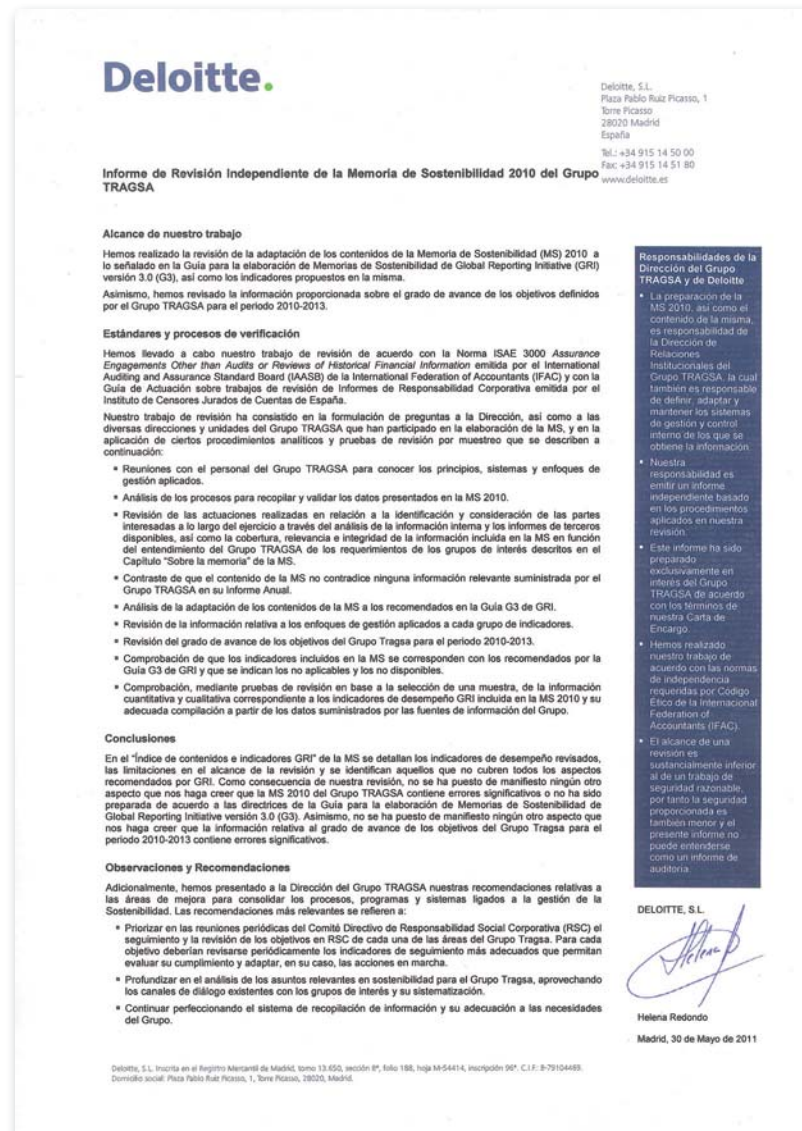 Deloitte.
Deloitte, S.L.
Plaza Pablo Ruiz Picasso, 1
Torre Picasso
28020 Madrid
España
Tel.: +34 915 14 50 00
Fax: +34 915 14 51 80
www.deloitte.es
Informe de Revisión Independiente de la Memoria de Sostenibilidad 2010 del Grupo
TRAGSA
Alcance de nuestro trabajo
Hemos realizado la revisión de la adaptación de los contenidos de la Memoria de Sostenibilidad (MS) 2010 a
lo señalado en la Guía para la elaboración de Memorias de Sostenibilidad de Global Reporting Initiative (GRI)
versión 3.0 (G3), así como los indicadores propuestos en la misma.
Asimismo, hemos revisado la información proporcionada sobre el grado de avance de los objetivos definidos
por el Grupo TRAGSA para el periodo 2010-2013.
Estándares y procesos de verificación
Hemos llevado a cabo nuestro trabajo de revisión de acuerdo con la Norma ISAE 3000 Assurance
Engagements Other than Audits or Reviews of Historical Financial Information emitida por el International
Auditing and Assurance Standard Board (IAASB) de la International Federation of Accountants (IFAC) y con la
Guía de Actuación sobre trabajos de revisión de Informes de Responsabilidad Corporativa emitida por el
Instituto de Censores Jurados de Cuentas de España.
Nuestro trabajo de revisión ha consistido en la formulación de preguntas a la Dirección, así como a las
diversas direcciones y unidades del Grupo TRAGSA que han participado en la elaboración de la MS, y en la
aplicación de ciertos procedimientos analíticos y pruebas de revisión por muestreo que se describen a
continuación:
▪ Reuniones con el personal del Grupo TRAGSA para conocer los principios, sistemas y enfoques de
gestión aplicados.
▪ Análisis de los procesos para recopilar y validar los datos presentados en la MS 2010.
▪ Revisión de las actuaciones realizadas en relación a la identificación y consideración de las partes
interesadas a lo largo del ejercicio a través del análisis de la información interna y los informes de terceros
disponibles, así como la cobertura, relevancia e integridad de la información incluida en la MS en función
del entendimiento del Grupo TRAGSA de los requerimientos de los grupos de interés descritos en el
Capítulo "Sobre la memoria" de la MS.
▪ Contraste de que el contenido de la MS no contradice ninguna información relevante suministrada por el
Grupo TRAGSA en su Informe Anual.
▪ Análisis de la adaptación de los contenidos de la MS a los recomendados en la Guía G3 de GRI.
▪ Revisión de la información relativa a los enfoques de gestión aplicados a cada grupo de indicadores.
▪ Revisión del grado de avance de los objetivos del Grupo Tragsa para el periodo 2010-2013.
▪ Comprobación de que los indicadores incluidos en la MS se corresponden con los recomendados por la
Guía G3 de GRI y que se indican los no aplicables y los no disponibles.
▪ Comprobación, mediante pruebas de revisión en base a la selección de una muestra, de la información
cuantitativa y cualitativa correspondiente a los indicadores de desempeño GRI incluida en la MS 2010 y su
adecuada compilación a partir de los datos suministrados por las fuentes de información del Grupo.
Conclusiones
En el "Índice de contenidos e indicadores GRI" de la MS se detallan los indicadores de desempeño revisados,
las limitaciones en el alcance de la revisión y se identifican aquellos que no cubren todos los aspectos
recomendados por GRI. Como consecuencia de nuestra revisión, no se ha puesto de manifiesto ningún otro
aspecto que nos haga creer que la MS 2010 del Grupo TRAGSA contiene errores significativos o no ha sido
preparada de acuerdo a las directrices de la Guía para la elaboración de Memorias de Sostenibilidad de
Global Reporting Initiative versión 3.0 (G3). Asimismo, no se ha puesto de manifiesto ningún otro aspecto que
nos haga creer que la información relativa al grado de avance de los objetivos del Grupo Tragsa para el
período 2010-2013 contiene errores significativos.
Observaciones y Recomendaciones
Adicionalmente, hemos presentado a la Dirección del Grupo TRAGSA nuestras recomendaciones relativas a
las áreas de mejora para consolidar los procesos, programas y sistemas ligados a la gestión de la
Sostenibilidad. Las recomendaciones más relevantes se refieren a:
▪ Priorizar en las reuniones periódicas del Comité Directivo de Responsabilidad Social Corporativa (RSC) el
seguimiento y la revisión de los objetivos en RSC de cada una de las áreas del Grupo Tragsa. Para cada
objetivo deberían revisarse periódicamente los indicadores de seguimiento más adecuados que permitan
evaluar su cumplimiento y adaptar, en su caso, las acciones en marcha.
▪ Profundizar en el análisis de los asuntos relevantes en sostenibilidad para el Grupo Tragsa, aprovechando
los canales de diálogo existentes con los grupos de interés y su sistematización.
▪ Continuar perfeccionando el sistema de recopilación de información y su adecuación a las necesidades
del Grupo.
Responsabilidades de la
Dirección del Grupo
TRAGSA y de Deloitte
▪ La preparación de la
MS 2010, así como el
contenido de la misma,
es responsabilidad de
la Dirección de
Relaciones
Institucionales del
Grupo TRAGSA, la cual
también es responsable
de definir, adaptar y
mantener los sistemas
de gestión y control
interno de los que se
obtiene la información.
▪ Nuestra
responsabilidad es
emitir un informe
independiente basado
en los procedimientos
aplicados en nuestra
revisión.
▪ Este informe ha sido
preparado
exclusivamente en
interés del Grupo
TRAGSA de acuerdo
con los términos de
nuestra Carta de
Encargo.
▪ Hemos realizado
nuestro trabajo de
acuerdo con las normas
de independencia
requeridas por Código
Ético de la Internacional
Federation of
Accountants (IFAC).
▪ El alcance de una
revisión es
sustancialmente inferior
al de un trabajo de
seguridad razonable,
por tanto la seguridad
proporcionada es
también menor y el
presente informe no
puede entenderse
como un informe de
auditoria.
DELOITTE, S.L.
Helena
Helena Redondo
Madrid, 30 de Mayo de 2011
Deloitte, S.L. Inscrita en el Registro Mercantil de Madrid, tomo 13.650, sección 8ª, folio 188, hoja M-54414, inscripción 96ª. C.I.F.: B-79104469.
Domicilio social: Plaza Pablo Ruiz Picasso, 1, Torre Picasso, 28020, Madrid.